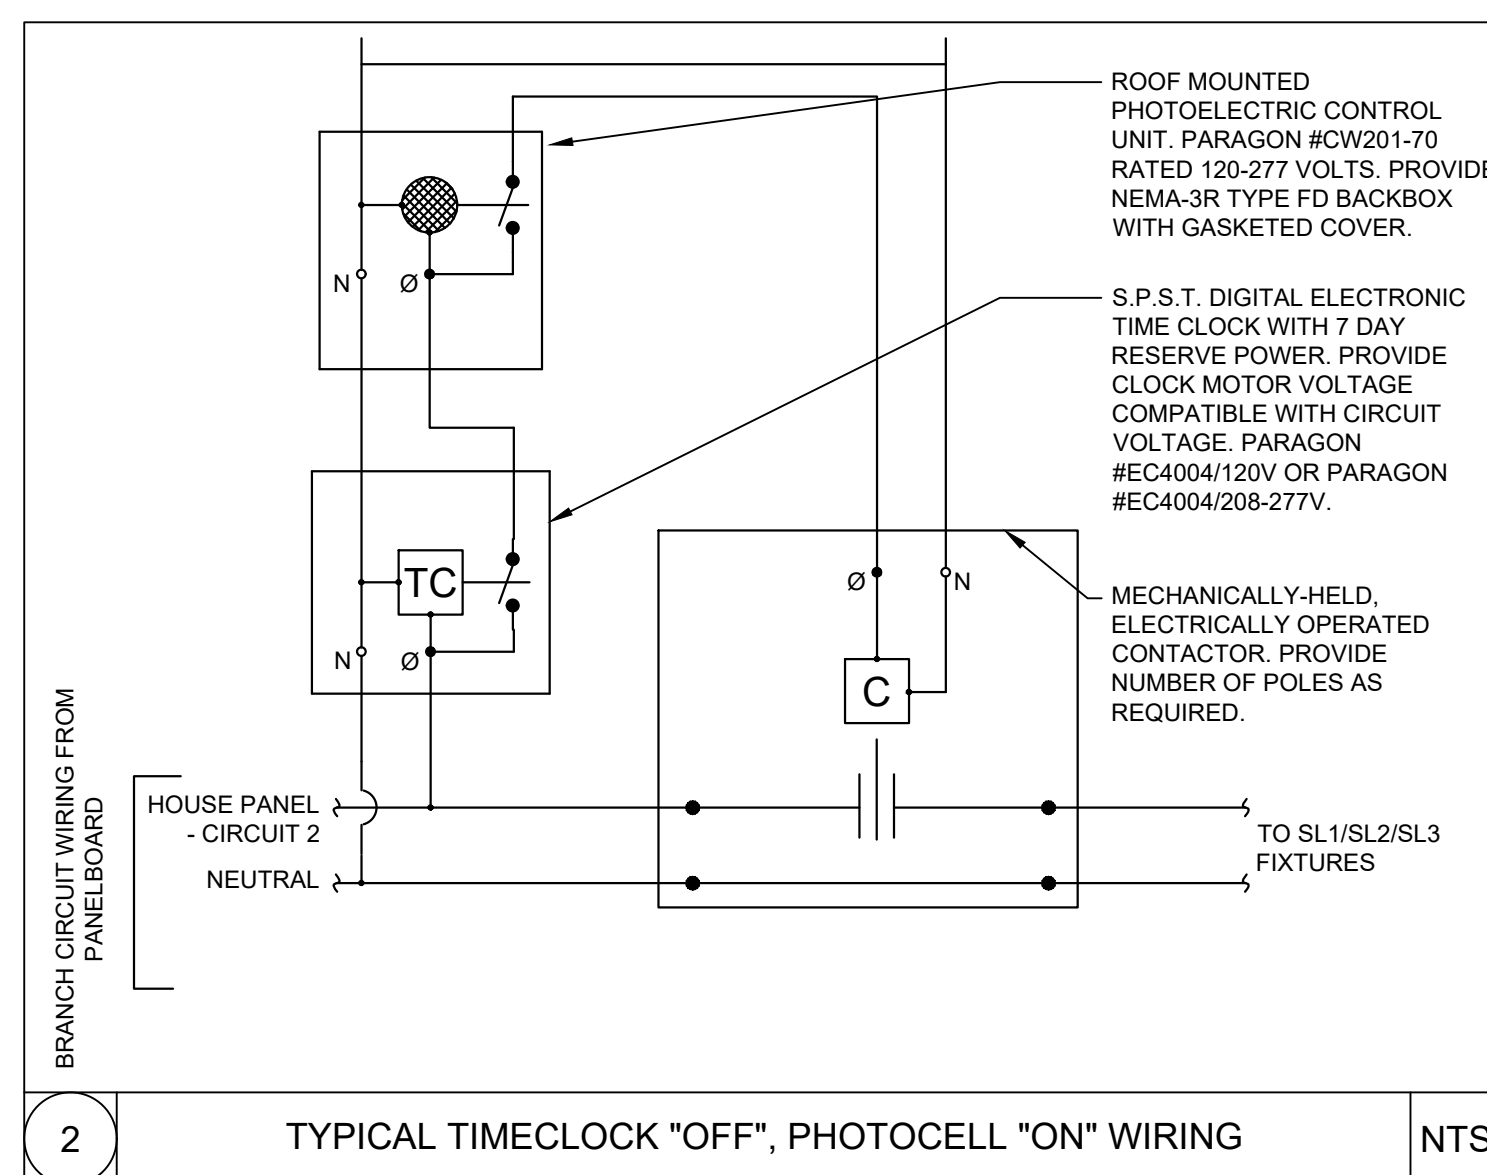 ROOF MOUNTED
PHOTOELECTRIC CONTROL
UNIT. PARAGON #CW201-70
RATED 120-277 VOLTS. PROVIDE
NEMA-3R TYPE FD BACKBOX
WITH GASKETED COVER.
N Ø
S.P.S.T. DIGITAL ELECTRONIC
TIME CLOCK WITH 7 DAY
RESERVE POWER. PROVIDE
CLOCK MOTOR VOLTAGE
COMPATIBLE WITH CIRCUIT
VOLTAGE. PARAGON
#EC4004/120V OR PARAGON
#EC4004/208-277V.
TC
N Ø
Ø N
C
MECHANICALLY-HELD,
ELECTRICALLY OPERATED
CONTACTOR. PROVIDE
NUMBER OF POLES AS
REQUIRED.
BRANCH CIRCUIT WIRING FROM
PANELBOARD
HOUSE PANEL
- CIRCUIT 2
NEUTRAL
TO SL1/SL2/SL3
FIXTURES
2
TYPICAL TIMECLOCK "OFF", PHOTOCELL "ON" WIRING
NTS